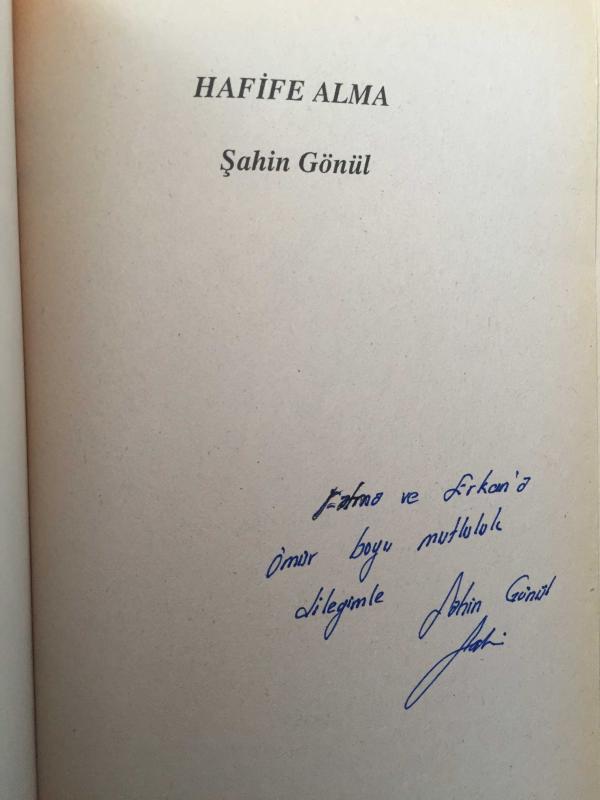 HAFİFE ALMA
Şahin Gönül
Fatma ve Erkan'a
ömür boyu mutluluk
dileğimle Şahin Gönül